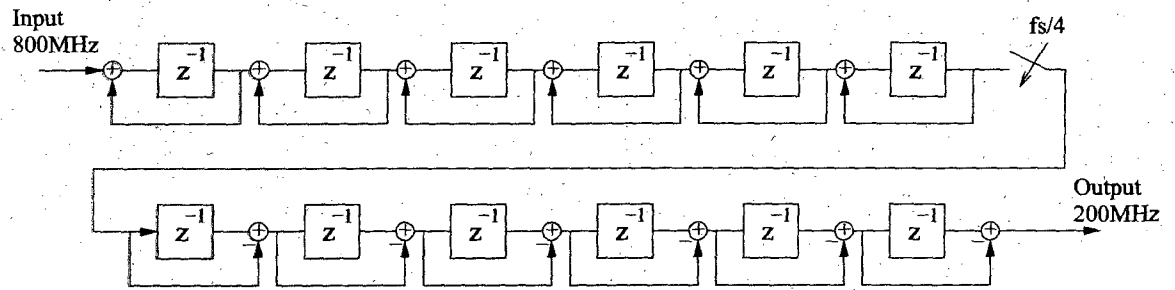 Input
800MHz
fs/4
z⁻¹ z⁻¹ z⁻¹ z⁻¹ z⁻¹ z⁻¹
Output
200MHz
z⁻¹ z⁻¹ z⁻¹ z⁻¹ z⁻¹ z⁻¹